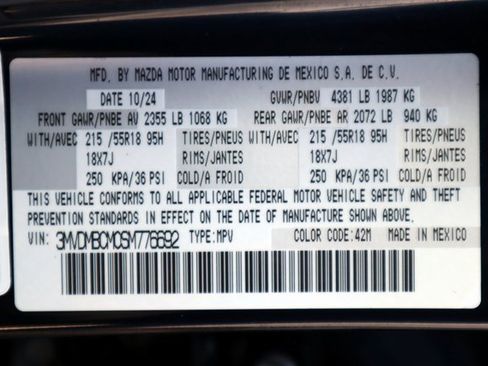 MFD. BY MAZDA MOTOR MANUFACTURING DE MEXICO S.A. DE C.V.
DATE 10/24 GVWR/PNBV 4381 LB 1987 KG
FRONT GAWR/PNBE AV 2355 LB 1068 KG REAR GAWR/PNBE AR 2072 LB 940 KG
WITH/AVEC 215 /55R18 95H TIRES/PNEUS WITH/AVEC 215 /55R18 95H TIRES/PNEUS
18X7J RIMS/JANTES 18X7J RIMS/JANTES
250 KPA/36 PSI COLD/A FROID 250 KPA/36 PSI COLD/A FROID
THIS VEHICLE CONFORMS TO ALL APPLICABLE FEDERAL MOTOR VEHICLE SAFETY AND THEFT
PREVENTION STANDARDS IN EFFECT ON THE DATE OF MANUFACTURE SHOWN ABOVE.
VIN: 3MVDMBCM0SM776692 TYPE: MPV COLOR CODE: 42M MADE IN MEXICO